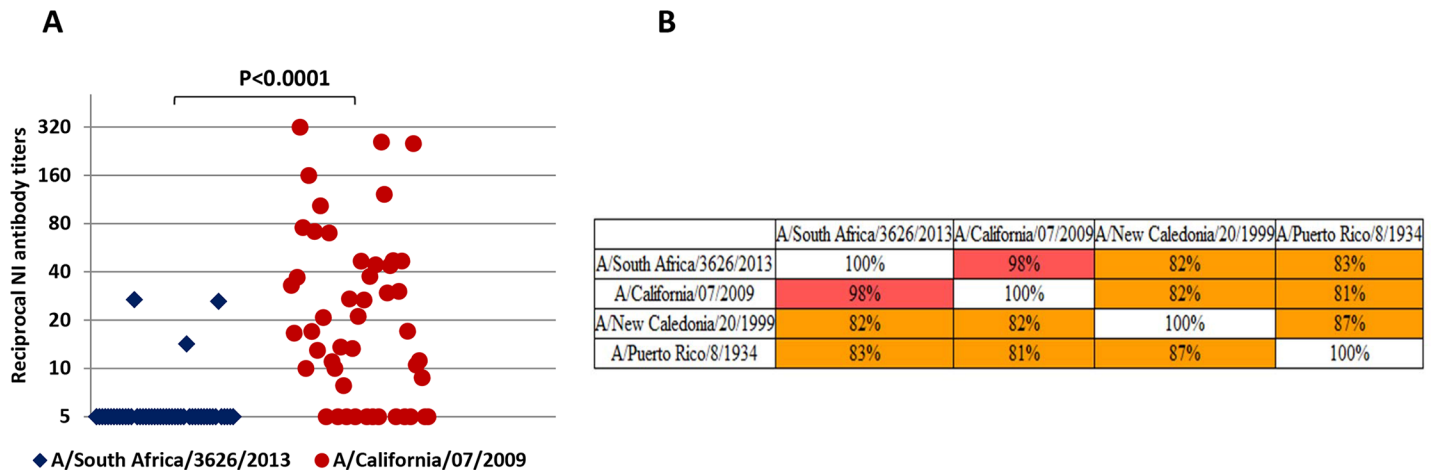 A
B
P<0.0001
Reciprocal NI antibody titers
320
160
80
40
20
10
5
A/South Africa/3626/2013 A/California/07/2009
A/South Africa/3626/2013 A/California/07/2009 A/New Caledonia/20/1999 A/Puerto Rico/8/1934
A/South Africa/3626/2013 100% 98% 82% 83%
A/California/07/2009 98% 100% 82% 81%
A/New Caledonia/20/1999 82% 82% 100% 87%
A/Puerto Rico/8/1934 83% 81% 87% 100%